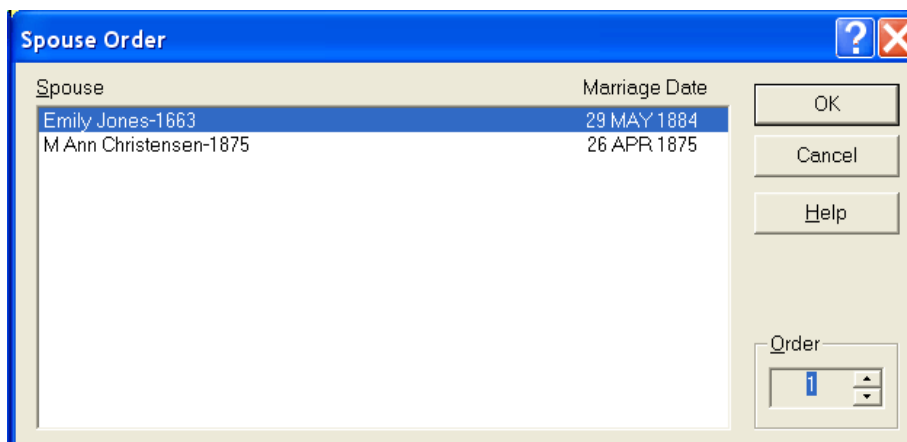 Spouse Order
Spouse Marriage Date
Emily Jones-1663 29 MAY 1884
M Ann Christensen-1875 26 APR 1875
OK
Cancel
Help
Order
1